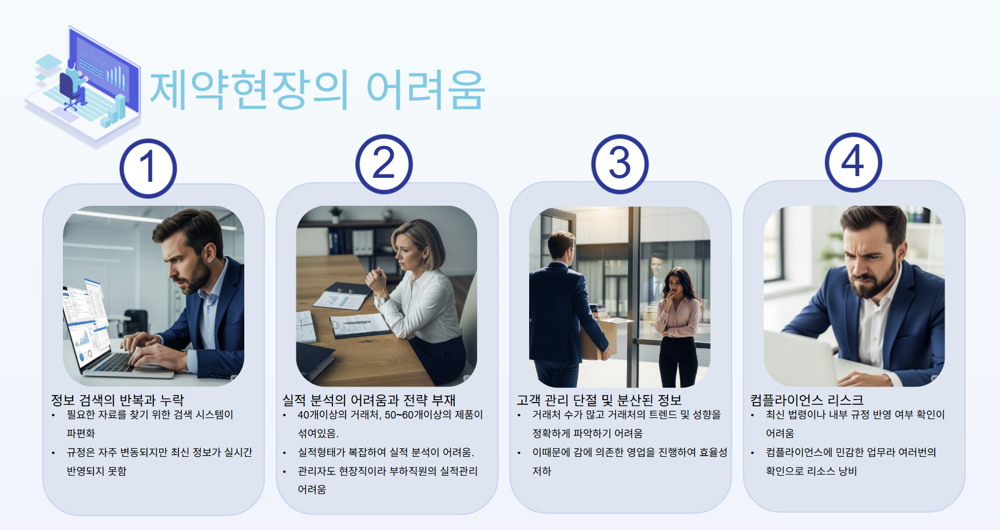 제약현장의 어려움
1
2
3
4
정보 검색의 반복과 누락
• 필요한 자료를 찾기 위한 검색 시스템이
파편화
• 규정은 자주 변동되지만 최신 정보가 실시간
반영되지 못함
실적 분석의 어려움과 전략 부재
• 40개이상의 거래처, 50~60개이상의 제품이
섞여있음.
• 실적형태가 복잡하여 실적 분석이 어려움.
• 관리자도 현장직이라 부하직원의 실적관리
어려움
고객 관리 단절 및 분산된 정보
• 거래처 수가 많고 거래처의 트렌드 및 성향을
정확하게 파악하기 어려움
• 이때문에 감에 의존한 영업을 진행하여 효율성
저하
컴플라이언스 리스크
• 최신 법령이나 내부 규정 반영 여부 확인이
어려움
• 컴플라이언스에 민감한 업무라 여러번의
확인으로 리소스 낭비